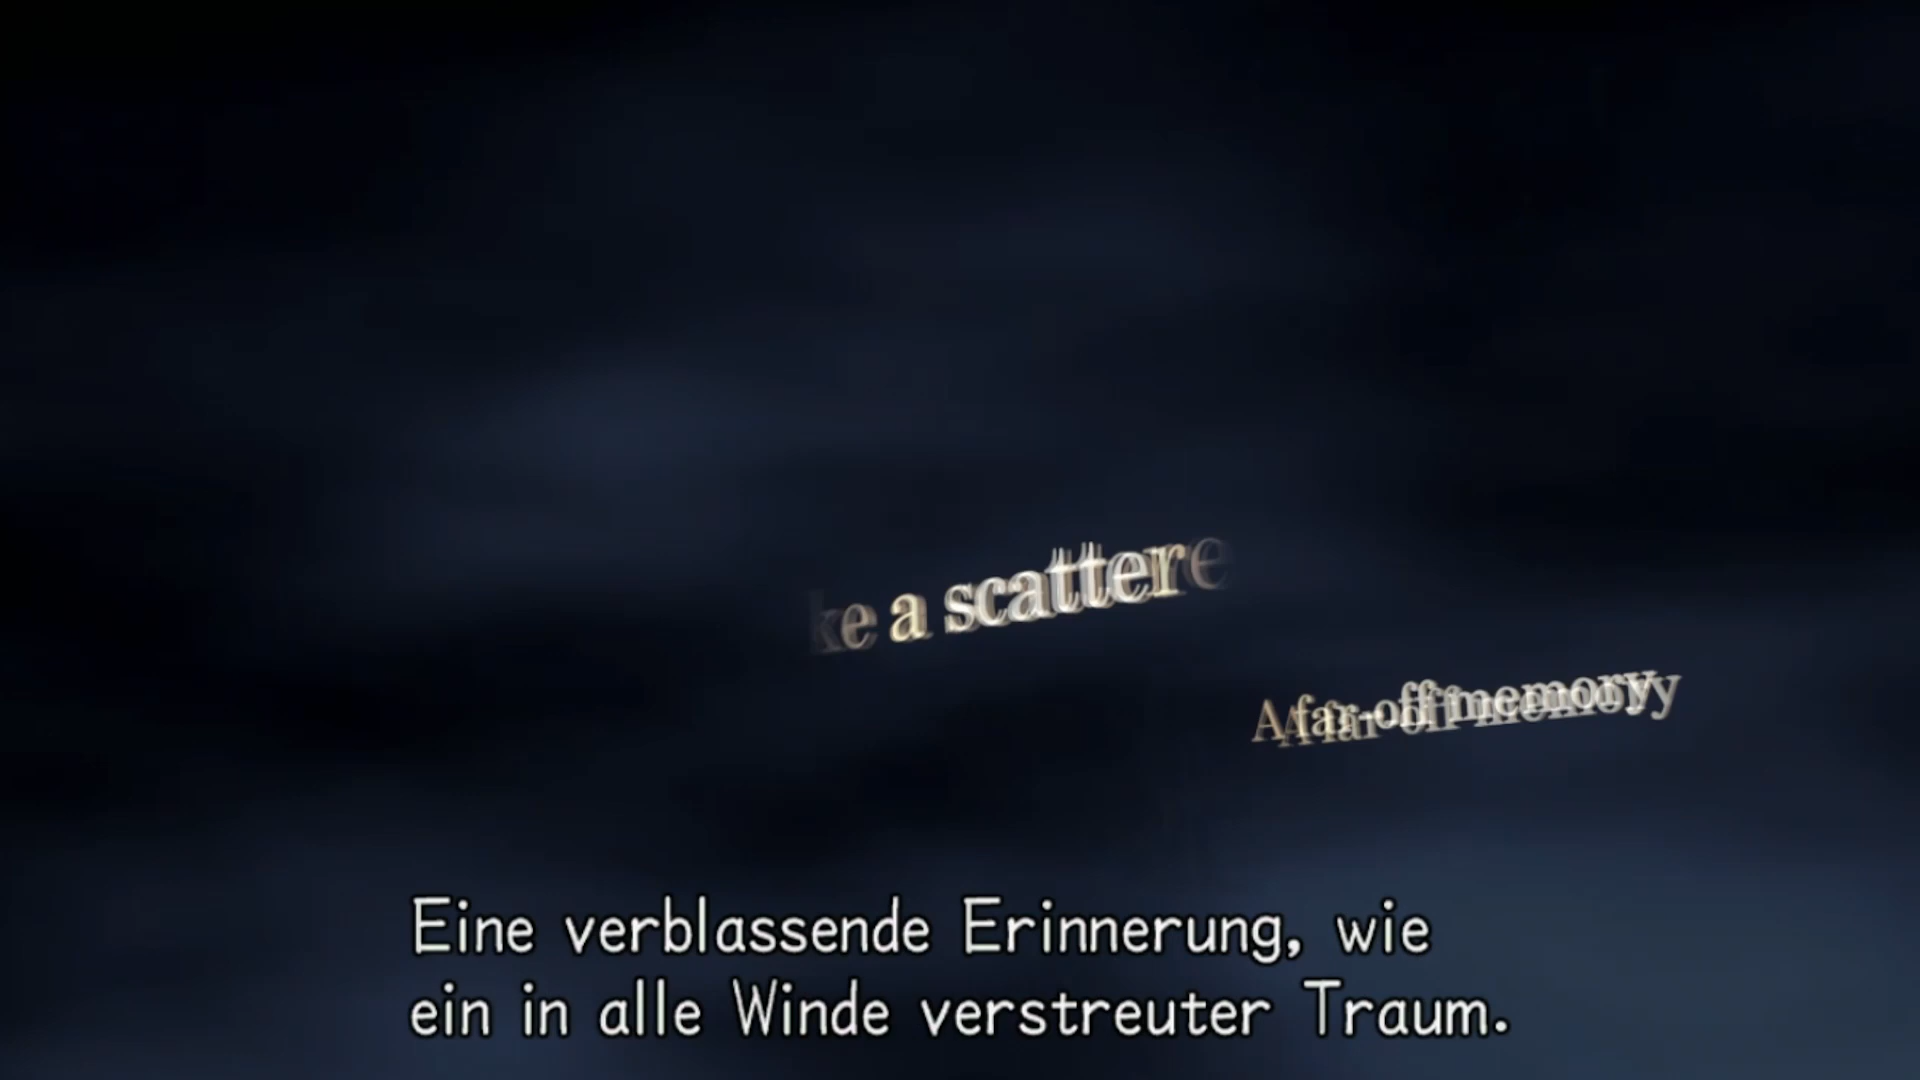 ke a scattere
A far-off memory
Eine verblassende Erinnerung, wie
ein in alle Winde verstreuter Traum.